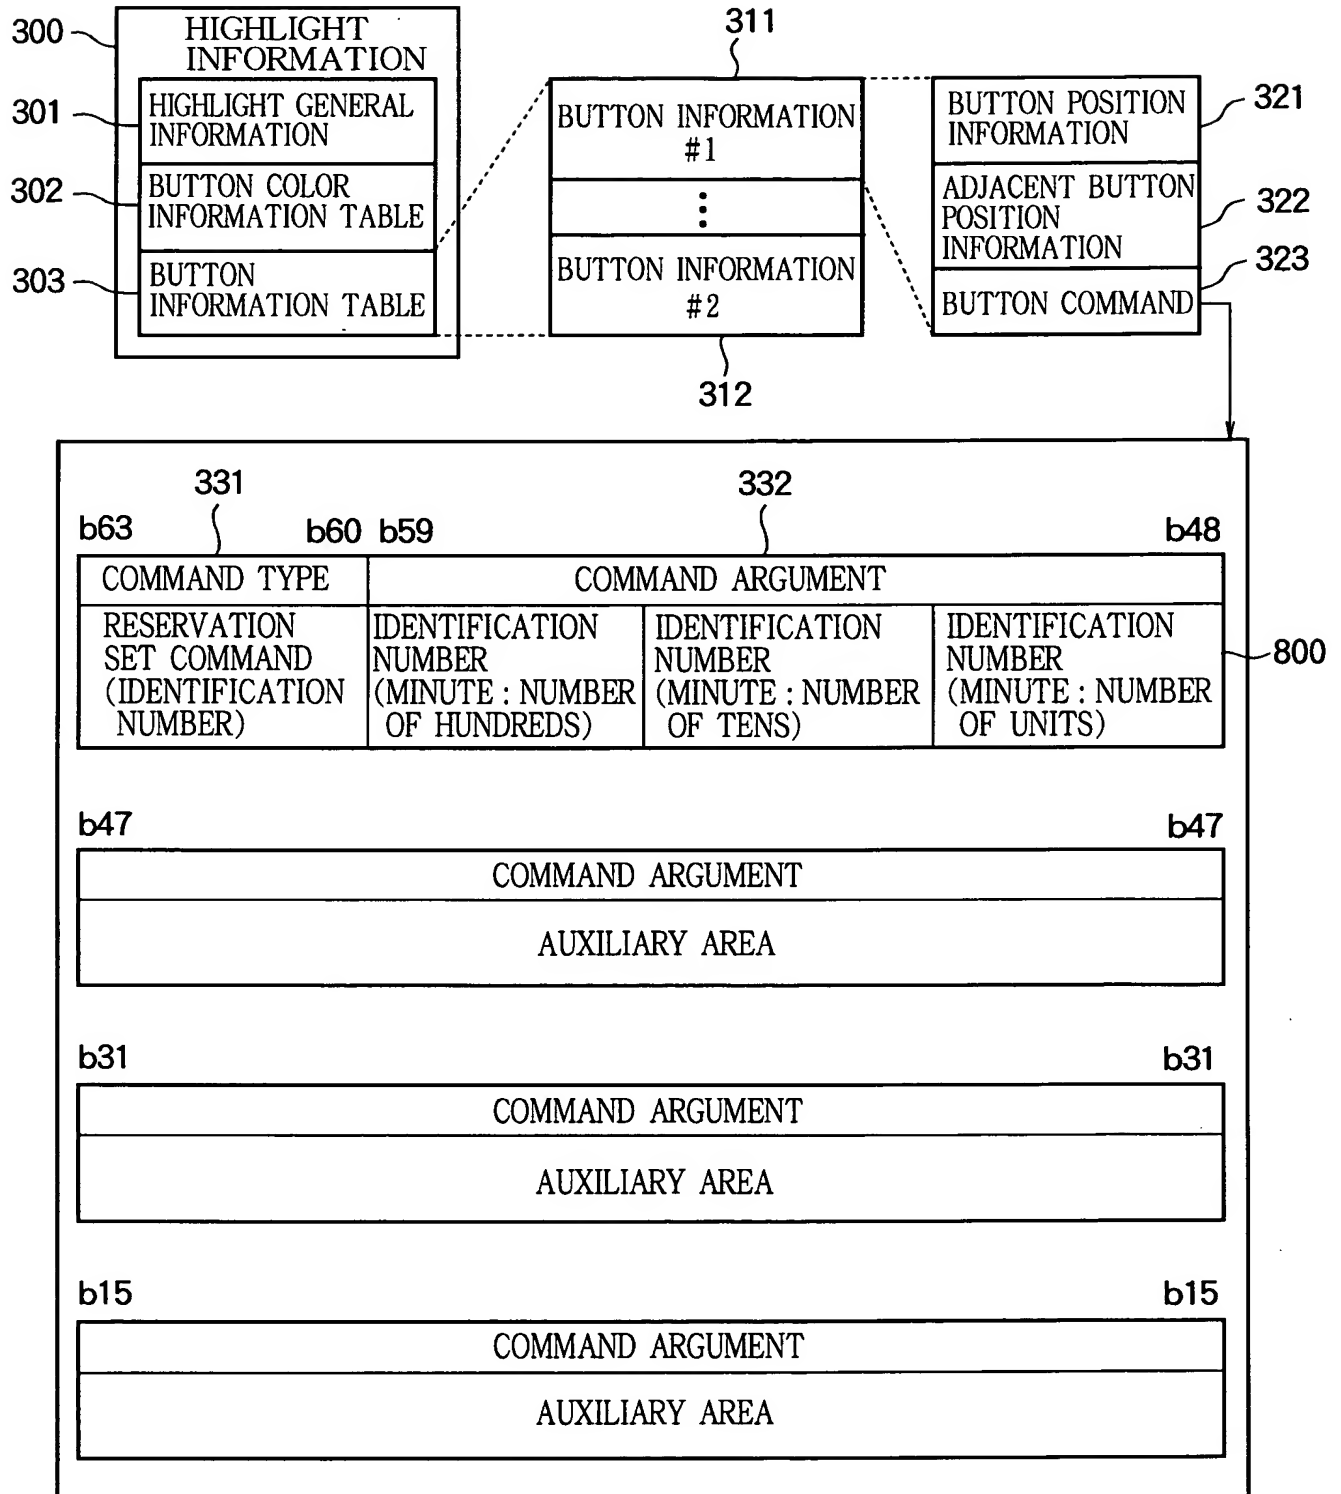 300
HIGHLIGHT
INFORMATION
301
HIGHLIGHT GENERAL
INFORMATION
302
BUTTON COLOR
INFORMATION TABLE
303
BUTTON
INFORMATION TABLE
311
BUTTON INFORMATION
#1
⋮
BUTTON INFORMATION
#2
312
BUTTON POSITION
INFORMATION
321
ADJACENT BUTTON
POSITION
INFORMATION
322
323
BUTTON COMMAND
331
332
b63
b60
b59
b48
COMMAND TYPE
COMMAND ARGUMENT
RESERVATION
SET COMMAND
(IDENTIFICATION
NUMBER)
IDENTIFICATION
NUMBER
(MINUTE : NUMBER
OF HUNDREDS)
IDENTIFICATION
NUMBER
(MINUTE : NUMBER
OF TENS)
IDENTIFICATION
NUMBER
(MINUTE : NUMBER
OF UNITS)
800
b47
b47
COMMAND ARGUMENT
AUXILIARY AREA
b31
b31
COMMAND ARGUMENT
AUXILIARY AREA
b15
b15
COMMAND ARGUMENT
AUXILIARY AREA